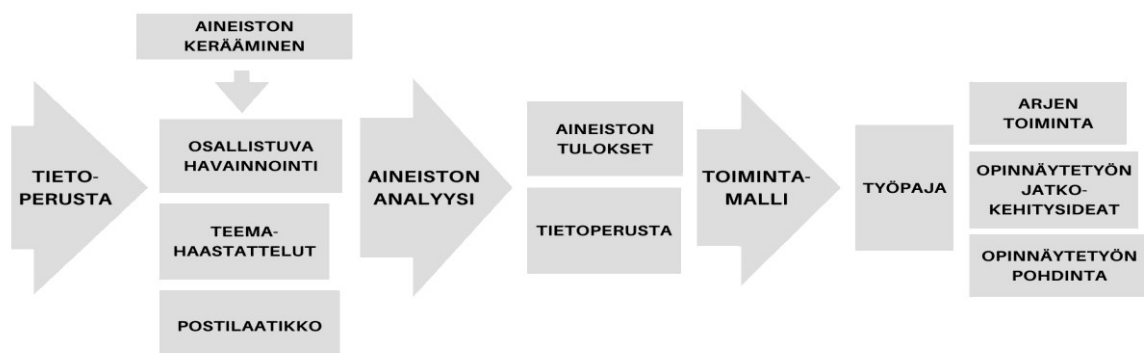 AINEISTON
KERÄÄMINEN
TIETO-
PERUSTA
OSALLISTUVA
HAVAINNOINTI
TEEMA-
HAASTATTELUT
POSTILAATIKKO
AINEISTON
ANALYYSI
AINEISTON
TULOKSET
TIETOPERUSTA
TOIMINTA-
MALLI
TYÖPAJA
ARJEN
TOIMINTA
OPINNÄYTETYÖN
JATKO-
KEHITYSIDEAT
OPINNÄYTETYÖN
POHDINTA